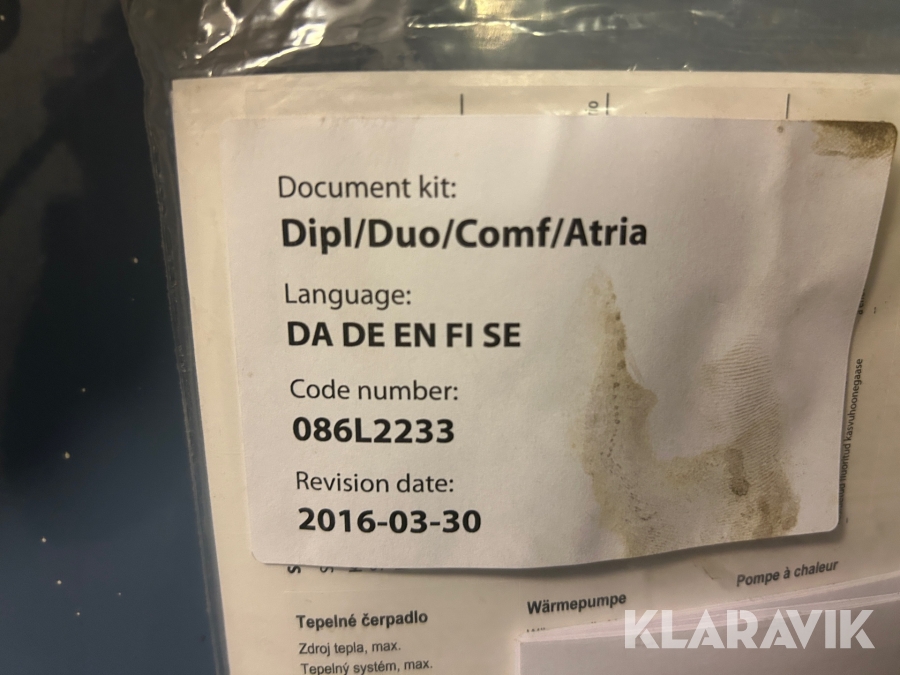 Document kit:
Dipl/Duo/Comf/Atria
Language:
DA DE EN FI SE
Code number:
086L2233
Revision date:
2016-03-30
kasvuhoonegaase
Pompe à chaleur
Wärmepumpe
Tepelné čerpadlo
Zdroj tepla, max.
Tepelný systém, max.
KLARAVIK